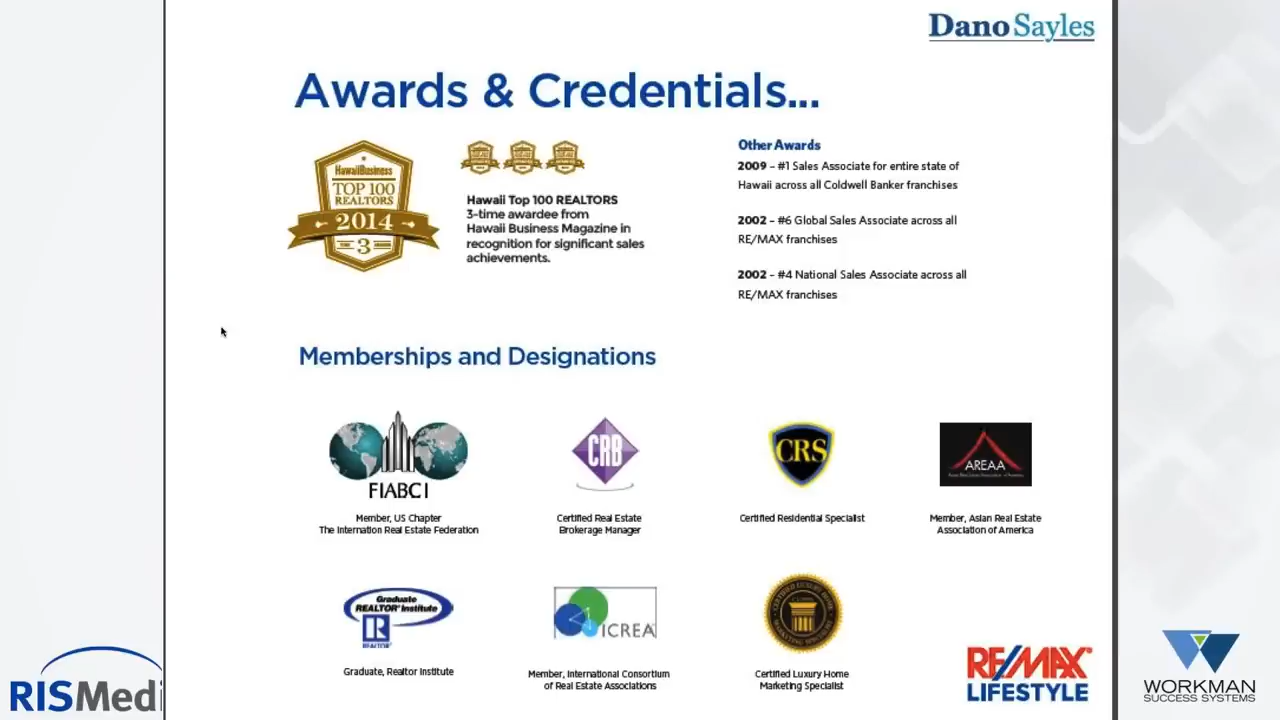 Dano Sayles
Awards & Credentials...
HawaiiBusiness
TOP 100
REALTORS
2014
3
Hawaii Top 100 REALTORS
3-time awardee from
Hawaii Business Magazine in
recognition for significant sales
achievements.
Other Awards
2009 – #1 Sales Associate for entire state of
Hawaii across all Coldwell Banker franchises
2002 – #6 Global Sales Associate across all
RE/MAX franchises
2002 – #4 National Sales Associate across all
RE/MAX franchises
Memberships and Designations
FIABCI
Member, US Chapter
The Internation Real Estate Federation
CRB
Certified Real Estate
Brokerage Manager
CRS
Certified Residential Specialist
AREAA
Member, Asian Real Estate
Association of America
Graduate
REALTOR® Institute
REALTOR®
Graduate, Realtor Institute
ICREA
Member, International Consortium
of Real Estate Associations
Certified Luxury Home
Marketing Specialist
RE/MAX®
LIFESTYLE
RISMedi
WORKMAN
SUCCESS SYSTEMS